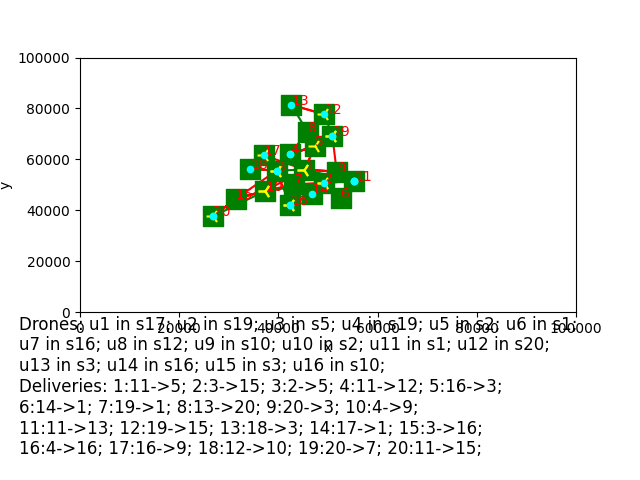 100000
80000
60000
40000
20000
0
y
0
20000
40000
80000
100000
x
Drones: u1 in s17; u2 in s19; u3 in s5; u4 in s19; u5 in s2; u6 in s1;
u7 in s16; u8 in s12; u9 in s10; u10 in s2; u11 in s1; u12 in s20;
u13 in s3; u14 in s16; u15 in s3; u16 in s10;
Deliveries: 1:11->5; 2:3->15; 3:2->5; 4:11->12; 5:16->3;
6:14->1; 7:19->1; 8:13->20; 9:20->3; 10:4->9;
11:11->13; 12:19->15; 13:18->3; 14:17->1; 15:3->16;
16:4->16; 17:16->9; 18:12->10; 19:20->7; 20:11->15;